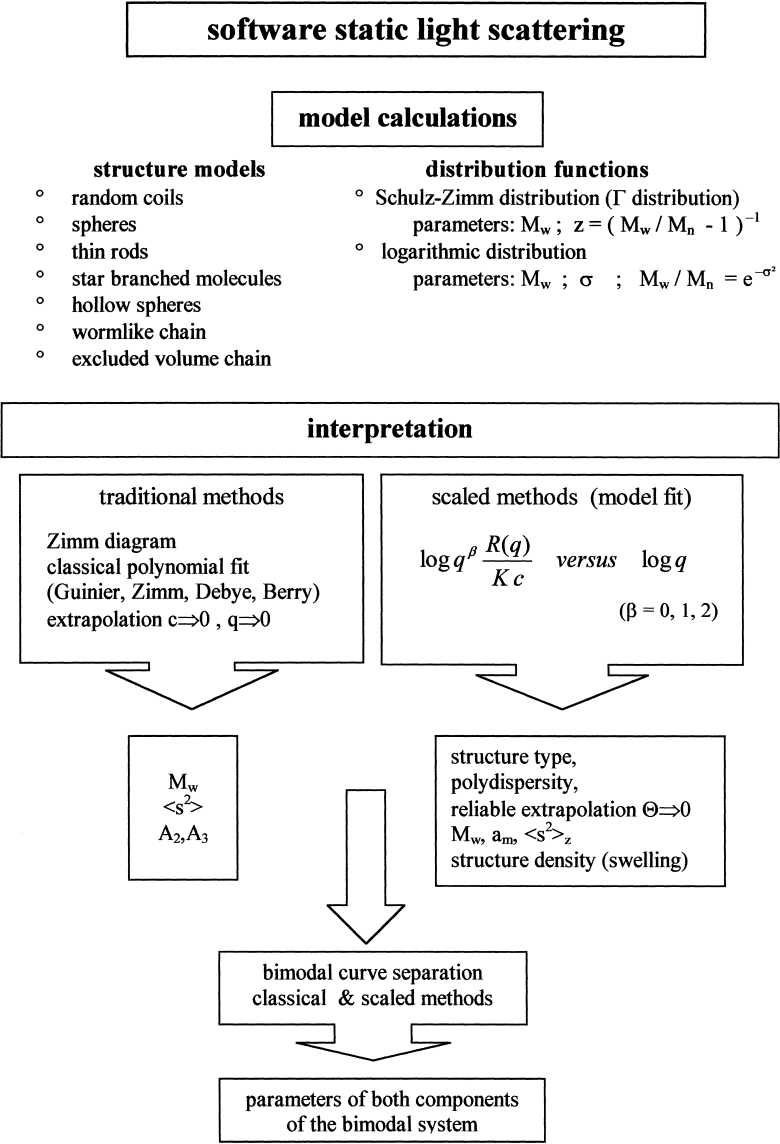 software static light scattering
model calculations
structure models
° random coils
° spheres
° thin rods
° star branched molecules
° hollow spheres
° wormlike chain
° excluded volume chain
distribution functions
° Schulz-Zimm distribution (Γ distribution)
parameters: M_w ; z = ( M_w / M_n - 1 )^{-1}
° logarithmic distribution
parameters: M_w ; σ ; M_w / M_n = e^{-σ²}
interpretation
traditional methods
Zimm diagram
classical polynomial fit
(Guinier, Zimm, Debye, Berry)
extrapolation c⇒0 , q⇒0
scaled methods (model fit)
log q^β R(q)/K c versus log q
(β = 0, 1, 2)
M_w
<s²>
A₂,A₃
structure type,
polydispersity,
reliable extrapolation Θ⇒0
M_w, a_m, <s²>_z
structure density (swelling)
bimodal curve separation
classical & scaled methods
parameters of both components
of the bimodal system